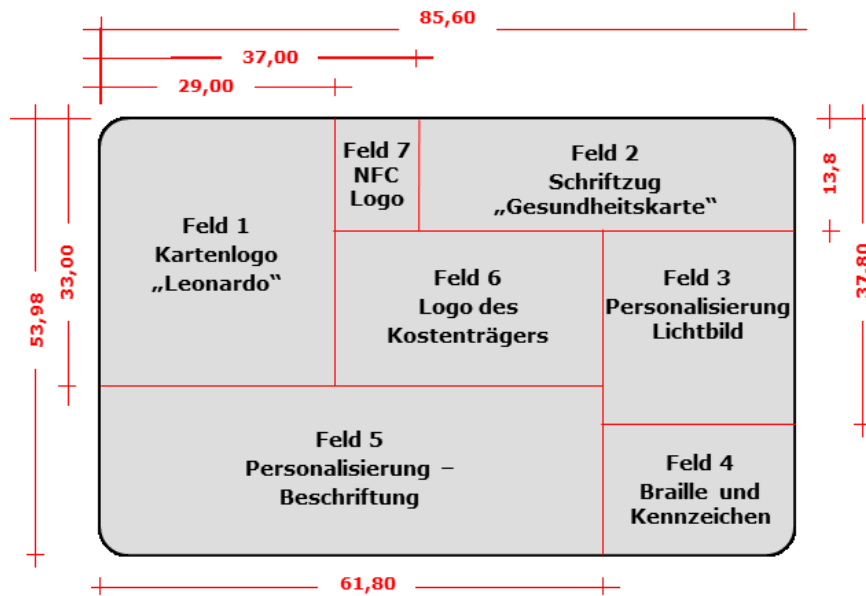 85,60
37,00
29,00
Feld 7
NFC
Logo
Feld 2
Schriftzug
„Gesundheitskarte“
13,8
Feld 1
Kartenlogo
„Leonardo“
33,00
53,98
Feld 6
Logo des
Kostenträgers
Feld 3
Personalisierung
Lichtbild
37,80
Feld 5
Personalisierung –
Beschriftung
Feld 4
Braille und
Kennzeichen
61,80